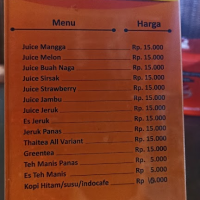 Menu Harga
Juice Mangga Rp. 15.000
Juice Melon Rp. 15.000
Juice Buah Naga Rp. 15.000
Juice Sirsak Rp. 15.000
Juice Strawberry Rp. 15.000
Juice Jambu Rp. 15.000
Juice Jeruk Rp. 15.000
Es Jeruk Rp. 15.000
Jeruk Panas Rp. 15.000
Thaitea All Variant Rp. 15.000
Greentea Rp. 15.000
Teh Manis Panas Rp. 5.000
Es Teh Manis Rp. 5.000
Kopi Hitam/susu/indocafe Rp.